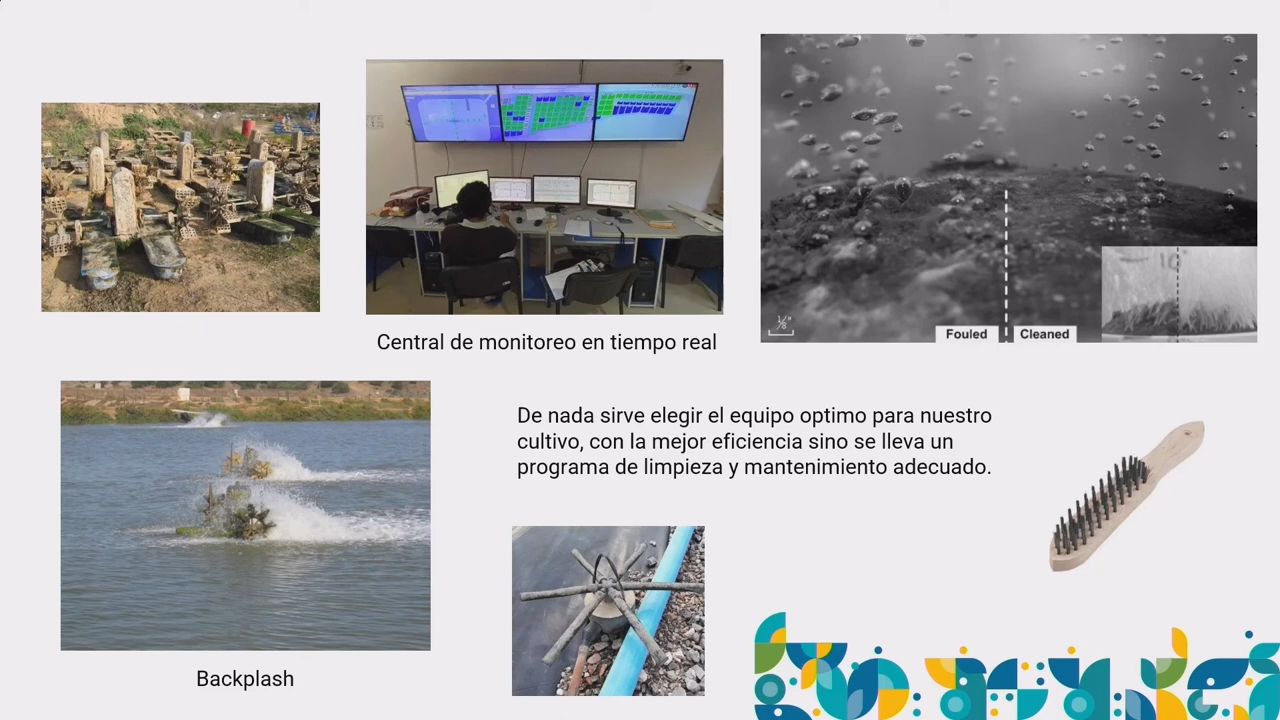 Central de monitoreo en tiempo real
Fouled
Cleaned
De nada sirve elegir el equipo optimo para nuestro
cultivo, con la mejor eficiencia sino se lleva un
programa de limpieza y mantenimiento adecuado.
Backplash